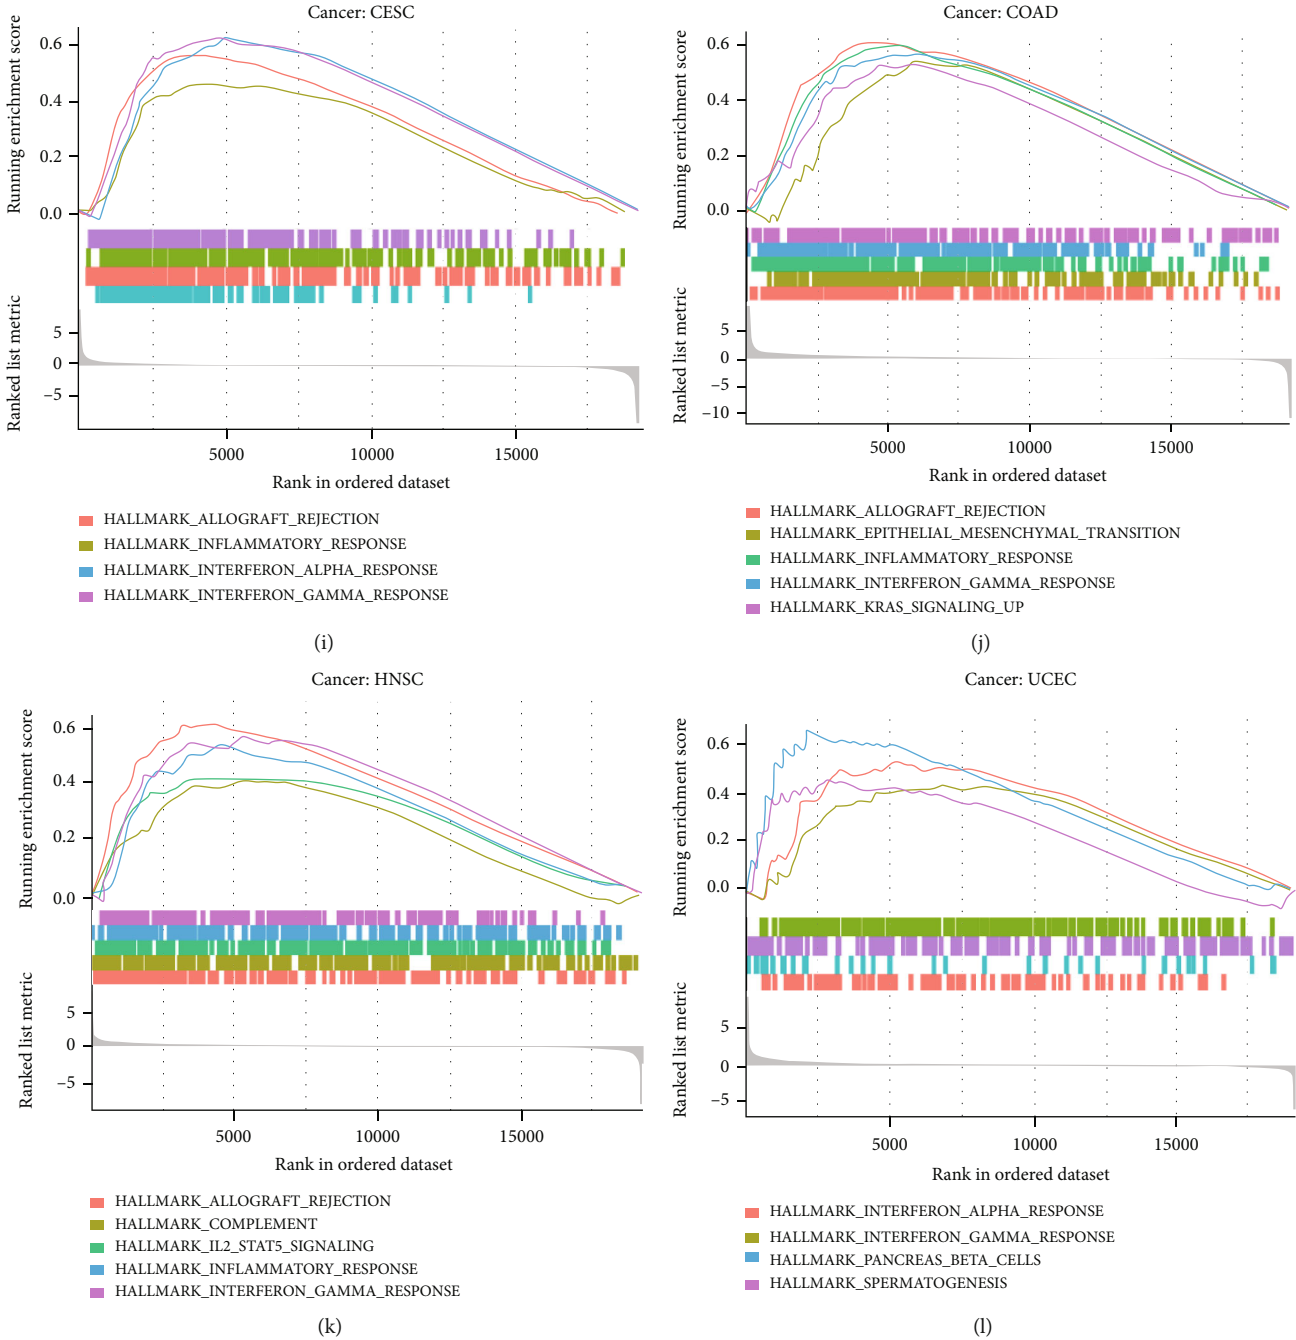 Cancer: CESC
Running enrichment score
0.6
0.4
0.2
0.0
Ranked list metric
5
0
−5
5000 10000 15000
Rank in ordered dataset
HALLMARK_ALLOGRAFT_REJECTION
HALLMARK_INFLAMMATORY_RESPONSE
HALLMARK_INTERFERON_ALPHA_RESPONSE
HALLMARK_INTERFERON_GAMMA_RESPONSE
(i)
Cancer: COAD
Running enrichment score
0.6
0.4
0.2
0.0
Ranked list metric
5
0
−5
−10
5000 10000 15000
Rank in ordered dataset
HALLMARK_ALLOGRAFT_REJECTION
HALLMARK_EPITHELIAL_MESENCHYMAL_TRANSITION
HALLMARK_INFLAMMATORY_RESPONSE
HALLMARK_INTERFERON_GAMMA_RESPONSE
HALLMARK_KRAS_SIGNALING_UP
(j)
Cancer: HNSC
Running enrichment score
0.6
0.4
0.2
0.0
Ranked list metric
5
0
−5
5000 10000 15000
Rank in ordered dataset
HALLMARK_ALLOGRAFT_REJECTION
HALLMARK_COMPLEMENT
HALLMARK_IL2_STAT5_SIGNALING
HALLMARK_INFLAMMATORY_RESPONSE
HALLMARK_INTERFERON_GAMMA_RESPONSE
(k)
Cancer: UCEC
Running enrichment score
0.6
0.4
0.2
0.0
Ranked list metric
5
0
−5
5000 10000 15000
Rank in ordered dataset
HALLMARK_INTERFERON_ALPHA_RESPONSE
HALLMARK_INTERFERON_GAMMA_RESPONSE
HALLMARK_PANCREAS_BETA_CELLS
HALLMARK_SPERMATOGENESIS
(l)